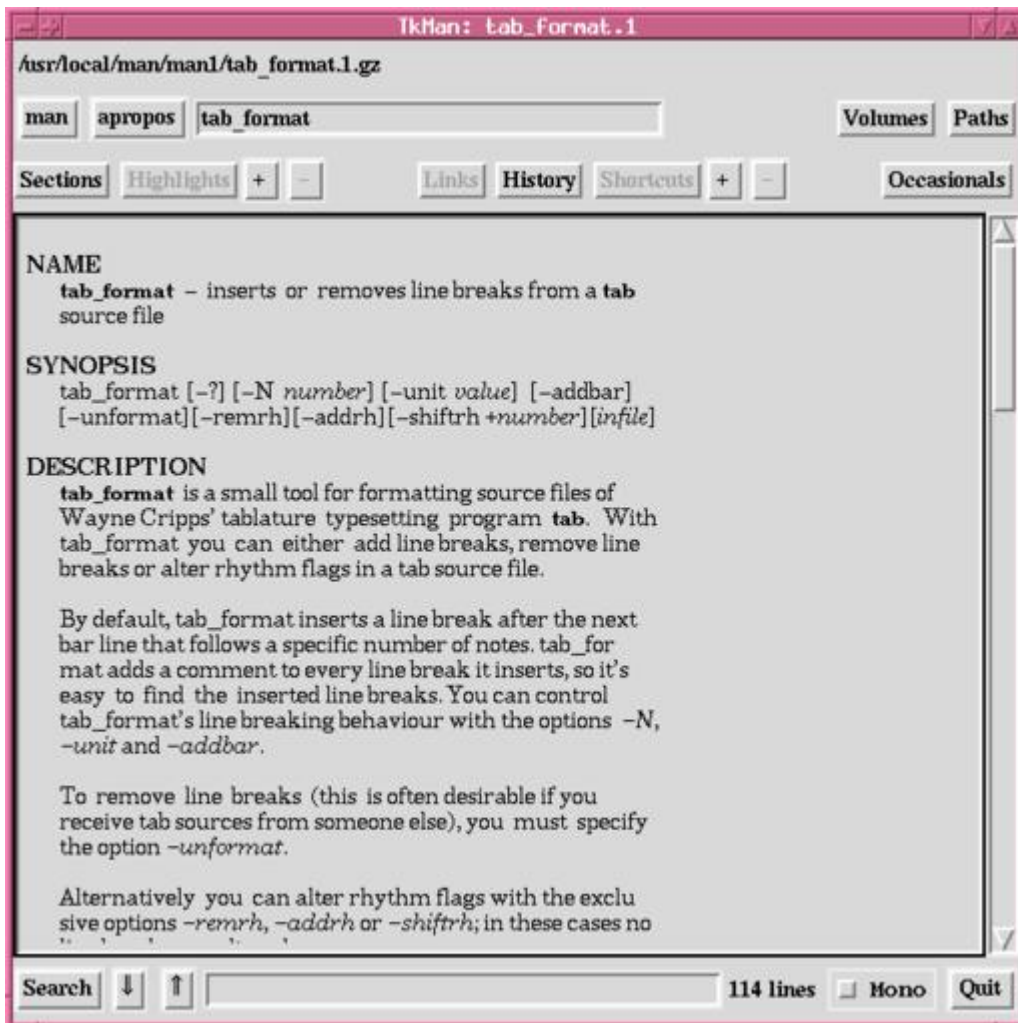 TkMan: tab_format.1
/usr/local/man/man1/tab_format.1.gz
man apropos tab_format Volumes Paths
Sections Highlights + - Links History Shortcuts + - Occasionals
NAME
tab_format – inserts or removes line breaks from a tab
source file
SYNOPSIS
tab_format [–?] [–N number] [–unit value] [–addbar]
[–unformat][–remrh][–addrh][–shiftrh +number][infile]
DESCRIPTION
tab_format is a small tool for formatting source files of
Wayne Cripps' tablature typesetting program tab. With
tab_format you can either add line breaks, remove line
breaks or alter rhythm flags in a tab source file.
By default, tab_format inserts a line break after the next
bar line that follows a specific number of notes. tab_for
mat adds a comment to every line break it inserts, so it's
easy to find the inserted line breaks. You can control
tab_format's line breaking behaviour with the options –N,
–unit and –addbar.
To remove line breaks (this is often desirable if you
receive tab sources from someone else), you must specify
the option –unformat.
Alternatively you can alter rhythm flags with the exclu
sive options –remrh, –addrh or –shiftrh; in these cases no
Search ⇓ ⇑ 114 lines Mono Quit